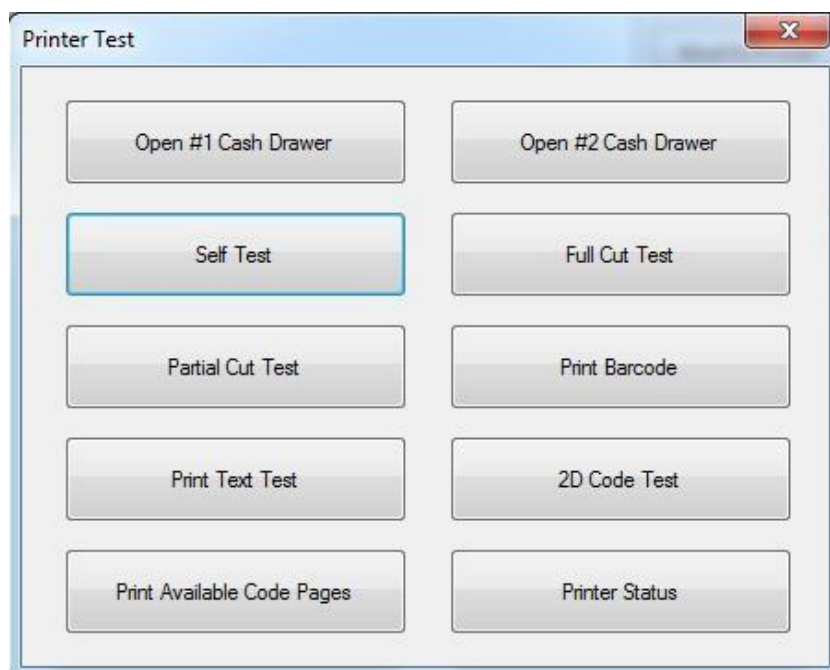 Printer Test
Open #1 Cash Drawer
Open #2 Cash Drawer
Self Test
Full Cut Test
Partial Cut Test
Print Barcode
Print Text Test
2D Code Test
Print Available Code Pages
Printer Status